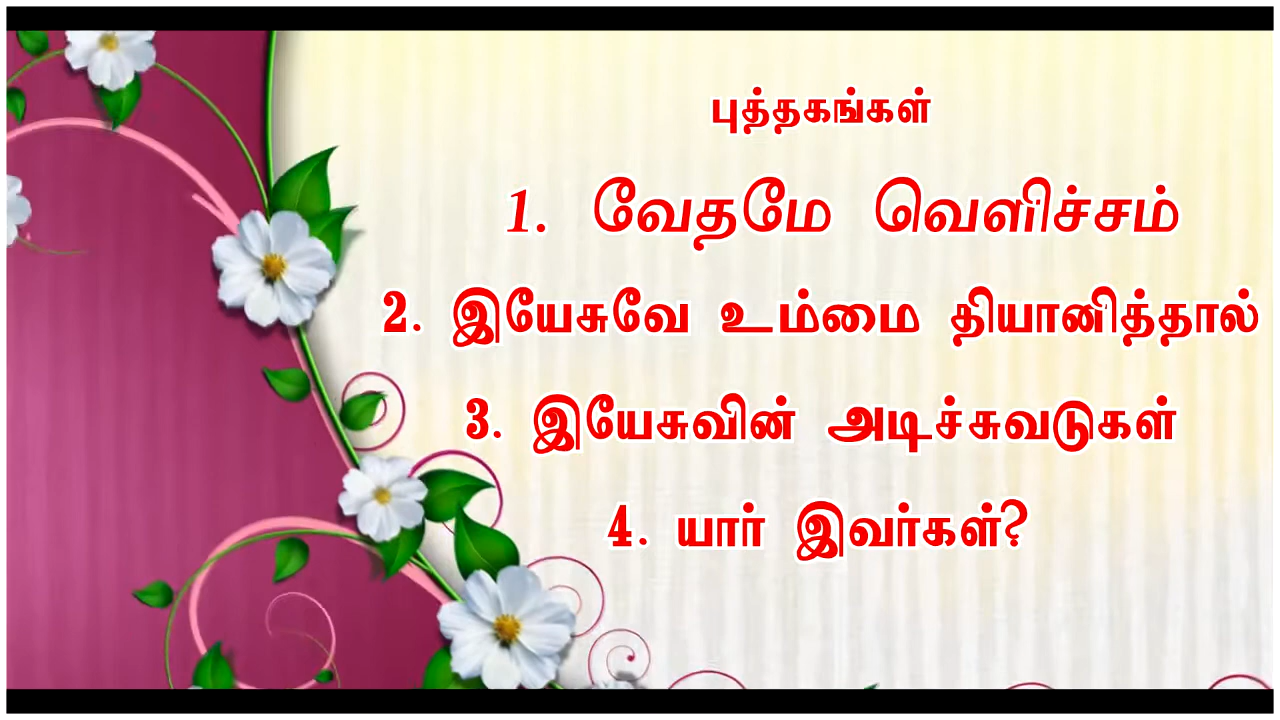 புத்தகங்கள்
1. வேதமே வெளிச்சம்
2. இயேசுவே உம்மை தியானித்தால்
3. இயேசுவின் அடிச்சுவடுகள்
4. யார் இவர்கள்?